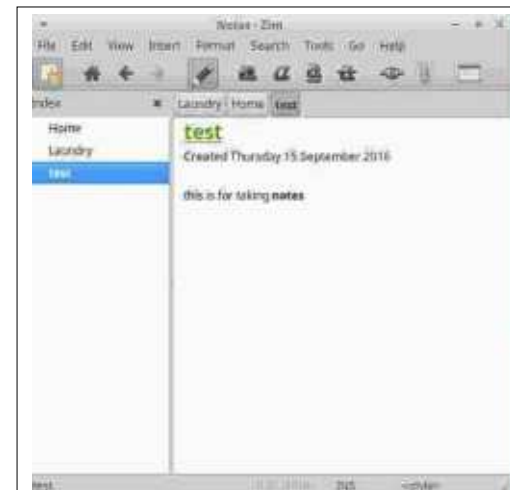 Notes - Zim
File Edit View Insert Format Search Tools Go Help
Index
Laundry Home test
Home
Laundry
test
test
Created Thursday 15 September 2016
this is for taking notes
test
INS